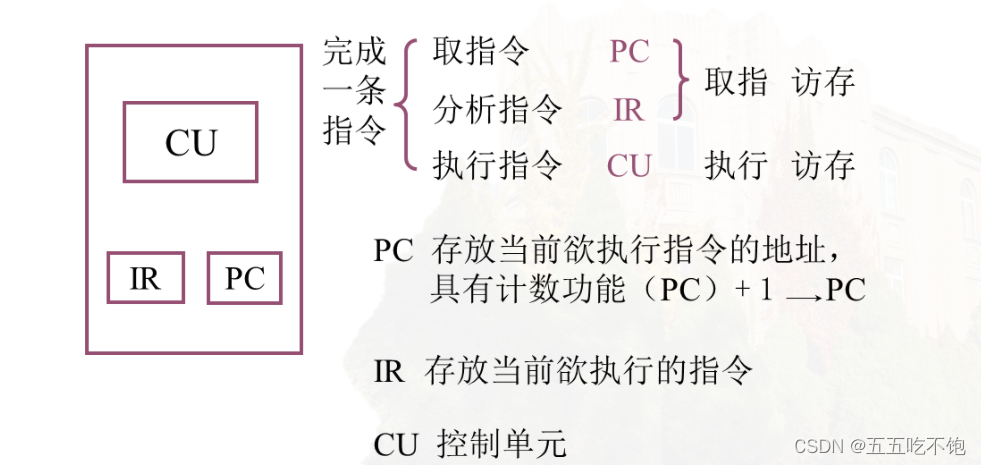 CU
IR
PC
完成
一条
指令
取指令 PC
分析指令 IR
取指 访存
执行指令 CU 执行 访存
PC 存放当前欲执行指令的地址，
具有计数功能（PC）+ 1 → PC
IR 存放当前欲执行的指令
CU 控制单元
CSDN @五五吃不饱